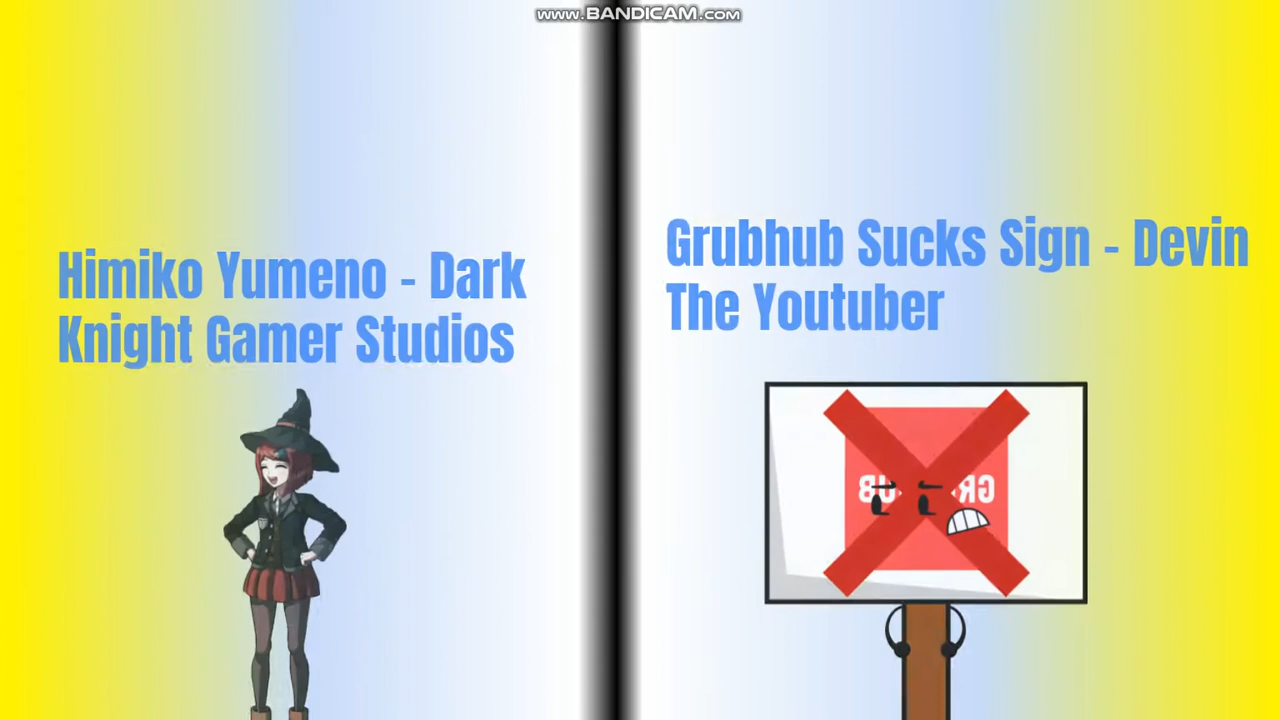 www.BANDICAM.com
Himiko Yumeno - Dark
Knight Gamer Studios
Grubhub Sucks Sign - Devin
The Youtuber